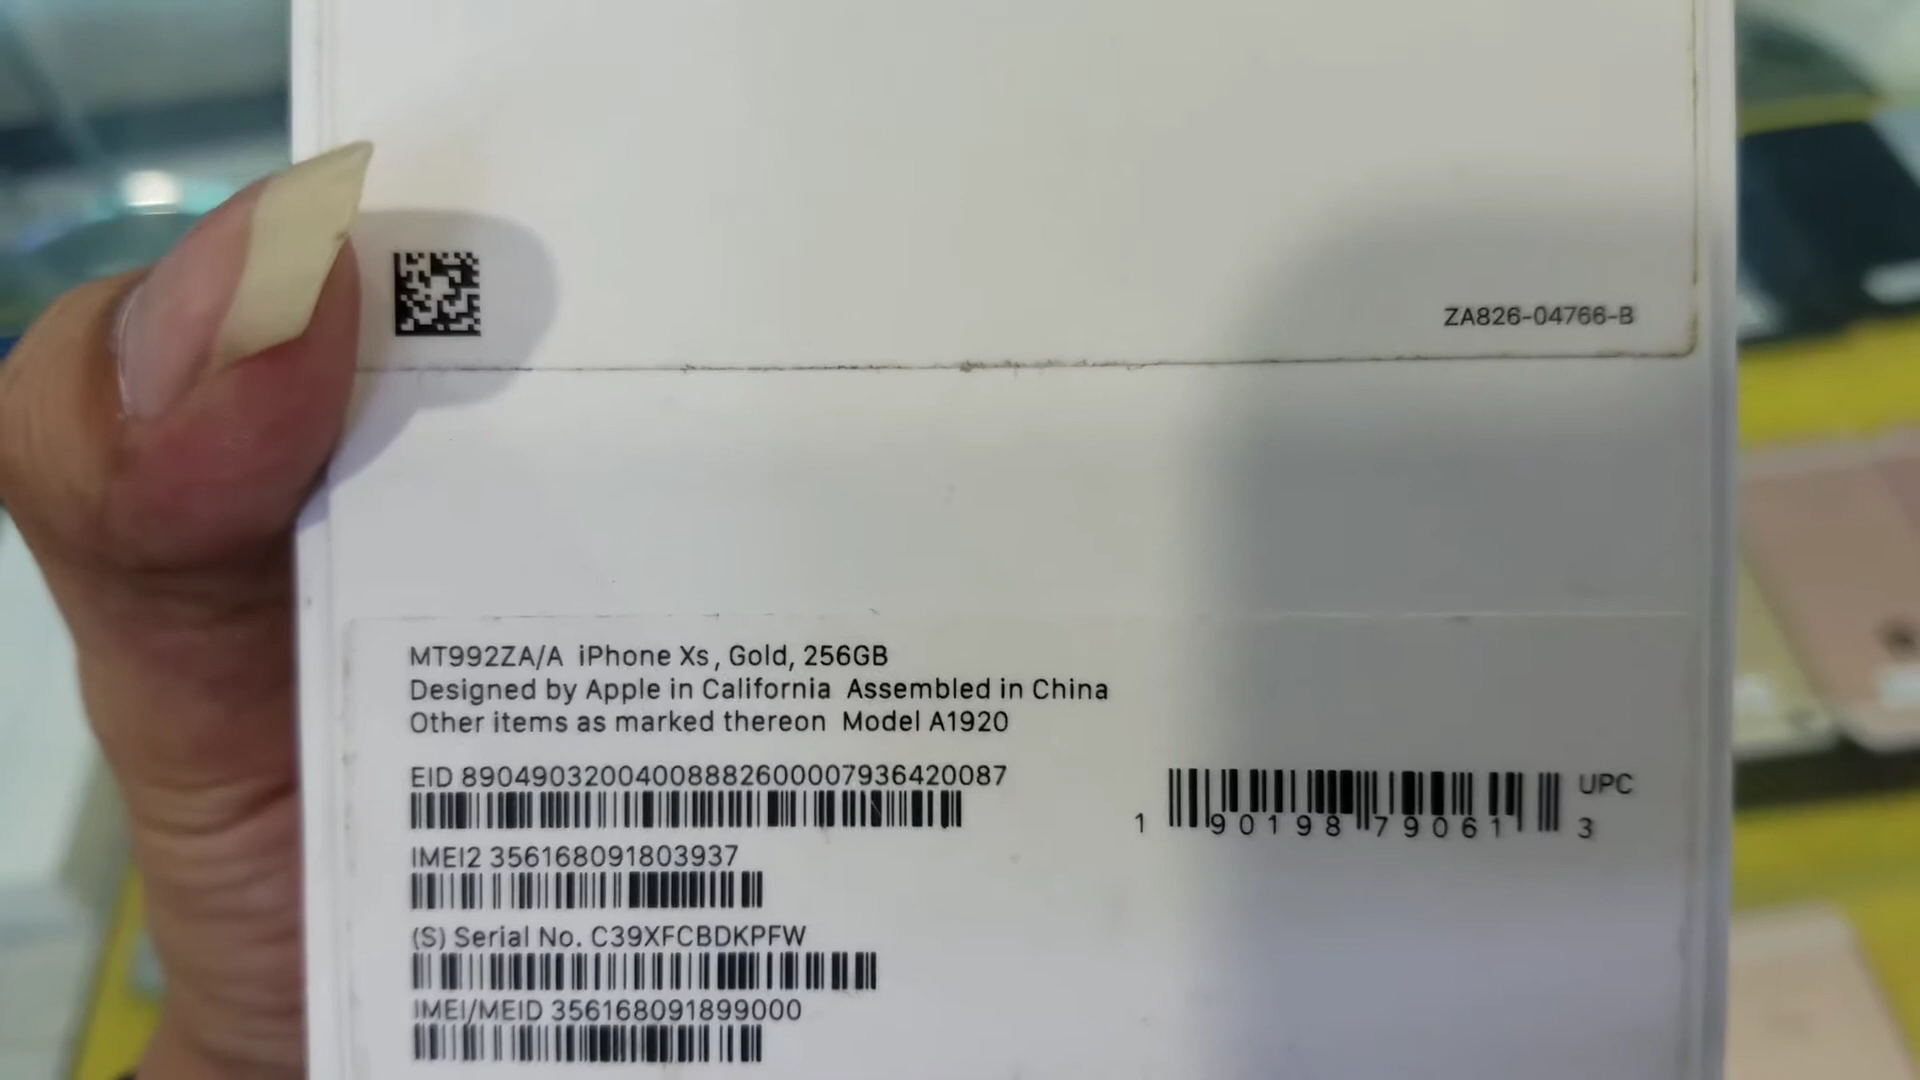 ZA826-04766-B
MT992ZA/A iPhone Xs, Gold, 256GB
Designed by Apple in California Assembled in China
Other items as marked thereon Model A1920
EID 89049032004008882600007936420087
UPC
1 90198 79061 3
IMEI2 356168091803937
(S) Serial No. C39XFCBDKPFW
IMEI/MEID 356168091899000